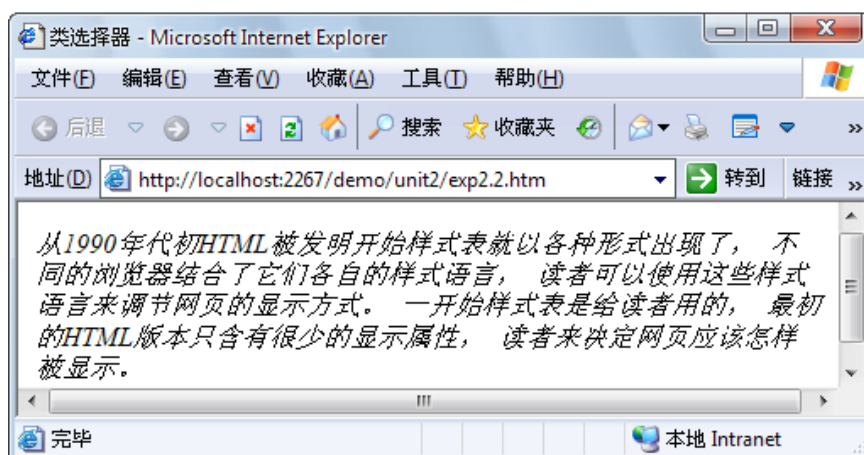 类选择器 - Microsoft Internet Explorer
文件(F) 编辑(E) 查看(V) 收藏(A) 工具(T) 帮助(H)
后退 搜索 收藏夹 »
地址(D) http://localhost:2267/demo/unit2/exp2.2.htm 转到 链接 »
从1990年代初HTML被发明开始样式表就以各种形式出现了， 不
同的浏览器结合了它们各自的样式语言， 读者可以使用这些样式
语言来调节网页的显示方式。 一开始样式表是给读者用的， 最初
的HTML版本只含有很少的显示属性， 读者来决定网页应该怎样
被显示。
完毕 本地 Intranet